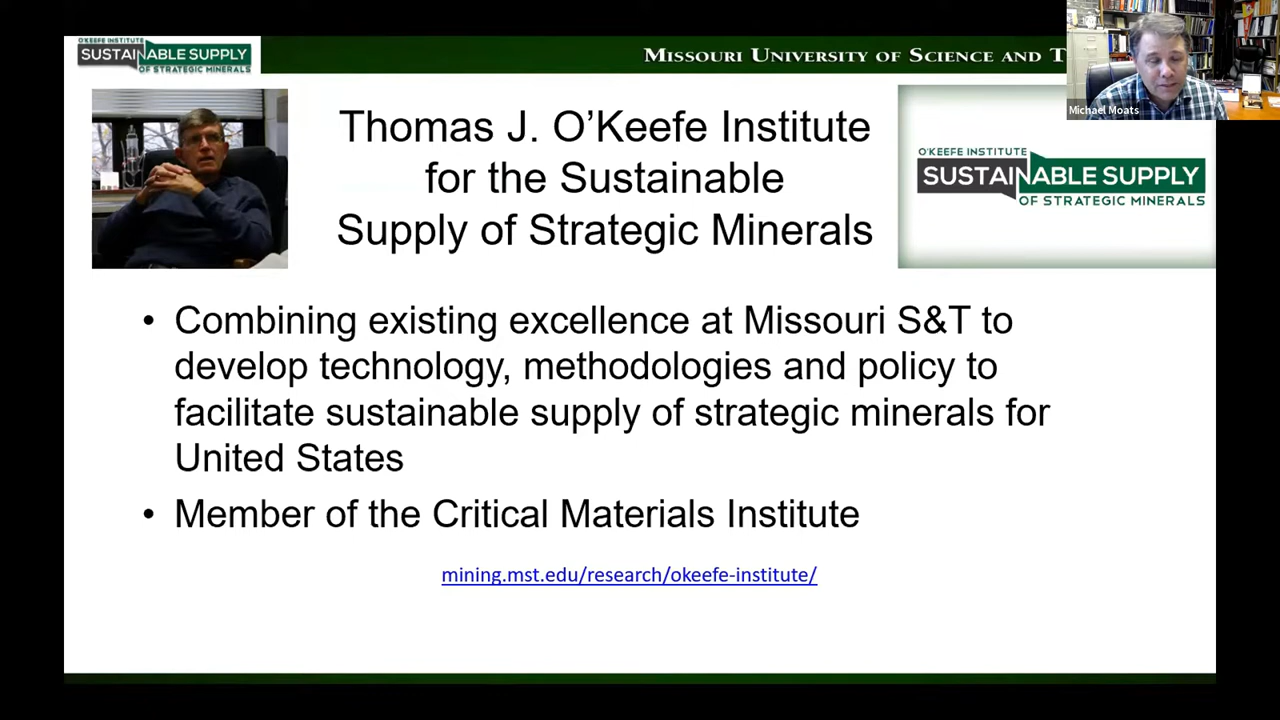 O'KEEFE INSTITUTE
SUSTAINABLE SUPPLY
OF STRATEGIC MINERALS
MISSOURI UNIVERSITY OF SCIENCE AND T
Michael Moats
Thomas J. O'Keefe Institute
for the Sustainable
Supply of Strategic Minerals
O'KEEFE INSTITUTE
SUSTAINABLE SUPPLY
OF STRATEGIC MINERALS
• Combining existing excellence at Missouri S&T to
develop technology, methodologies and policy to
facilitate sustainable supply of strategic minerals for
United States
• Member of the Critical Materials Institute
mining.mst.edu/research/okeefe-institute/